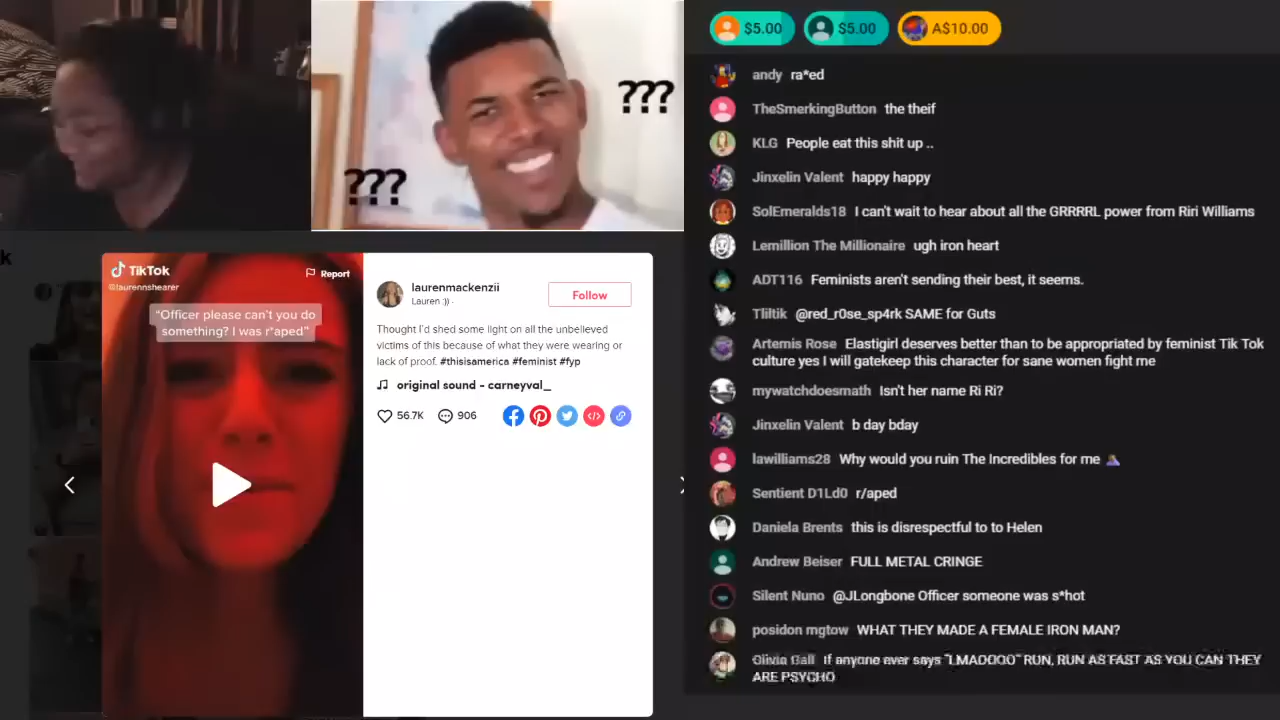 ???
???
k
TikTok
@laurennshearer
Report
"Officer please can't you do
something? I was r*aped"
laurenmackenzii
Lauren :)) ·
Follow
Thought I'd shed some light on all the unbelieved
victims of this because of what they were wearing or
lack of proof. #thisisamerica #feminist #fyp
original sound - carneyval_
56.7K
906
$5.00
$5.00
A$10.00
andy ra*ed
TheSmerkingButton the theif
KLG People eat this shit up ..
Jinxelin Valent happy happy
SolEmeralds18 I can't wait to hear about all the GRRRRL power from Riri Williams
Lemillion The Millionaire ugh iron heart
ADT116 Feminists aren't sending their best, it seems.
Tliltik @red_r0se_sp4rk SAME for Guts
Artemis Rose Elastigirl deserves better than to be appropriated by feminist Tik Tok
culture yes I will gatekeep this character for sane women fight me
mywatchdoesmath Isn't her name Ri Ri?
Jinxelin Valent b day bday
lawilliams28 Why would you ruin The Incredibles for me
Sentient D1Ld0 r/aped
Daniela Brents this is disrespectful to to Helen
Andrew Beiser FULL METAL CRINGE
Silent Nuno @JLongbone Officer someone was s*hot
posidon mgtow WHAT THEY MADE A FEMALE IRON MAN?
Olivia Gall If anyone ever says "LMAOOOO" RUN, RUN AS FAST AS YOU CAN THEY
ARE PSYCHO